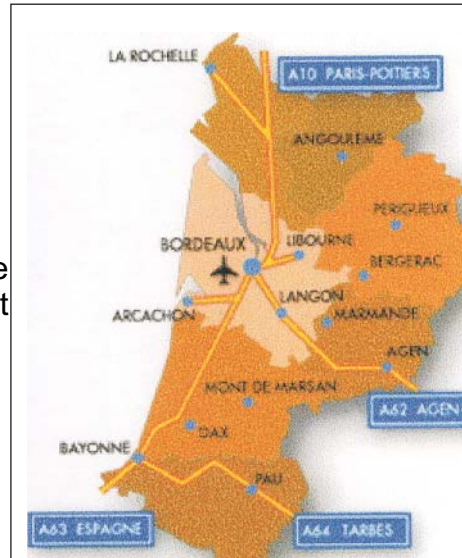 LA ROCHELLE
A10 PARIS-POITIERS
ANGOULEME
PERIGUEUX
BORDEAUX
LIBOURNE
BERGERAC
e
t
ARCACHON
LANGON
MARMANDE
AGEN
MONT DE MARSAN
A62 AGEN
DAX
BAYONNE
PAU
A63 ESPAGNE
A64 TARBES